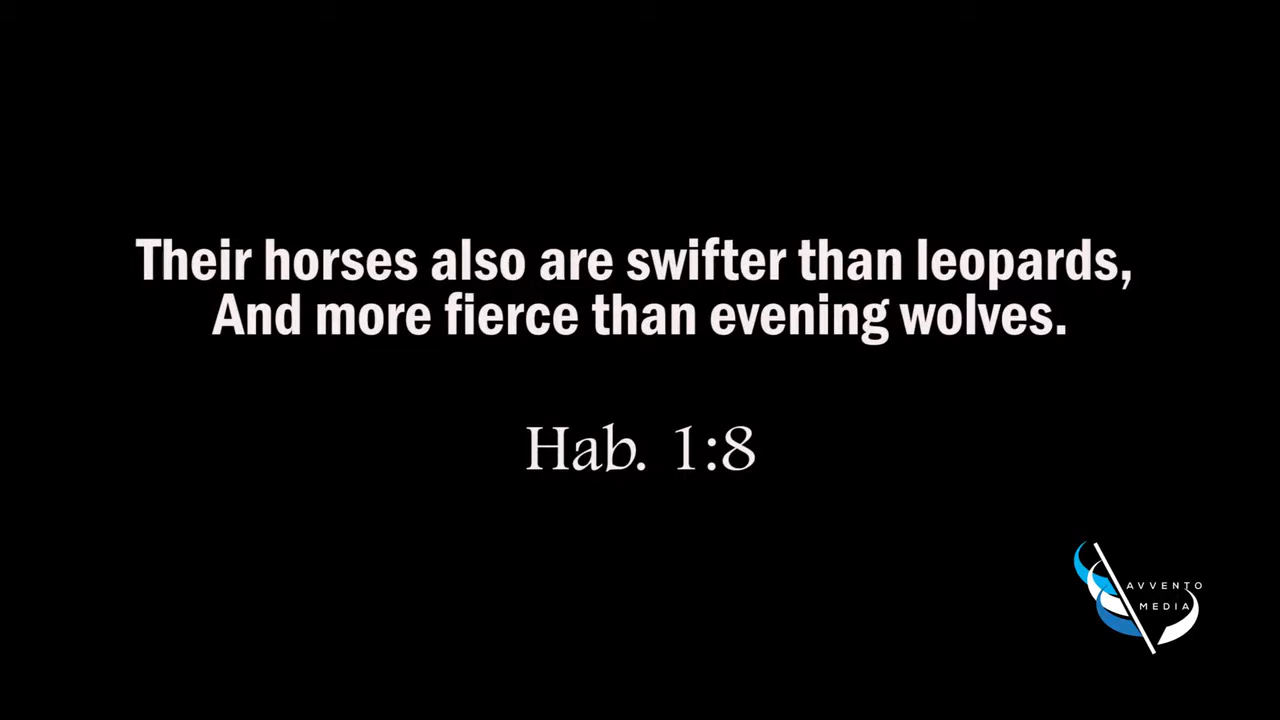 Their horses also are swifter than leopards,
And more fierce than evening wolves.
Hab. 1:8
AVVENTO
MEDIA